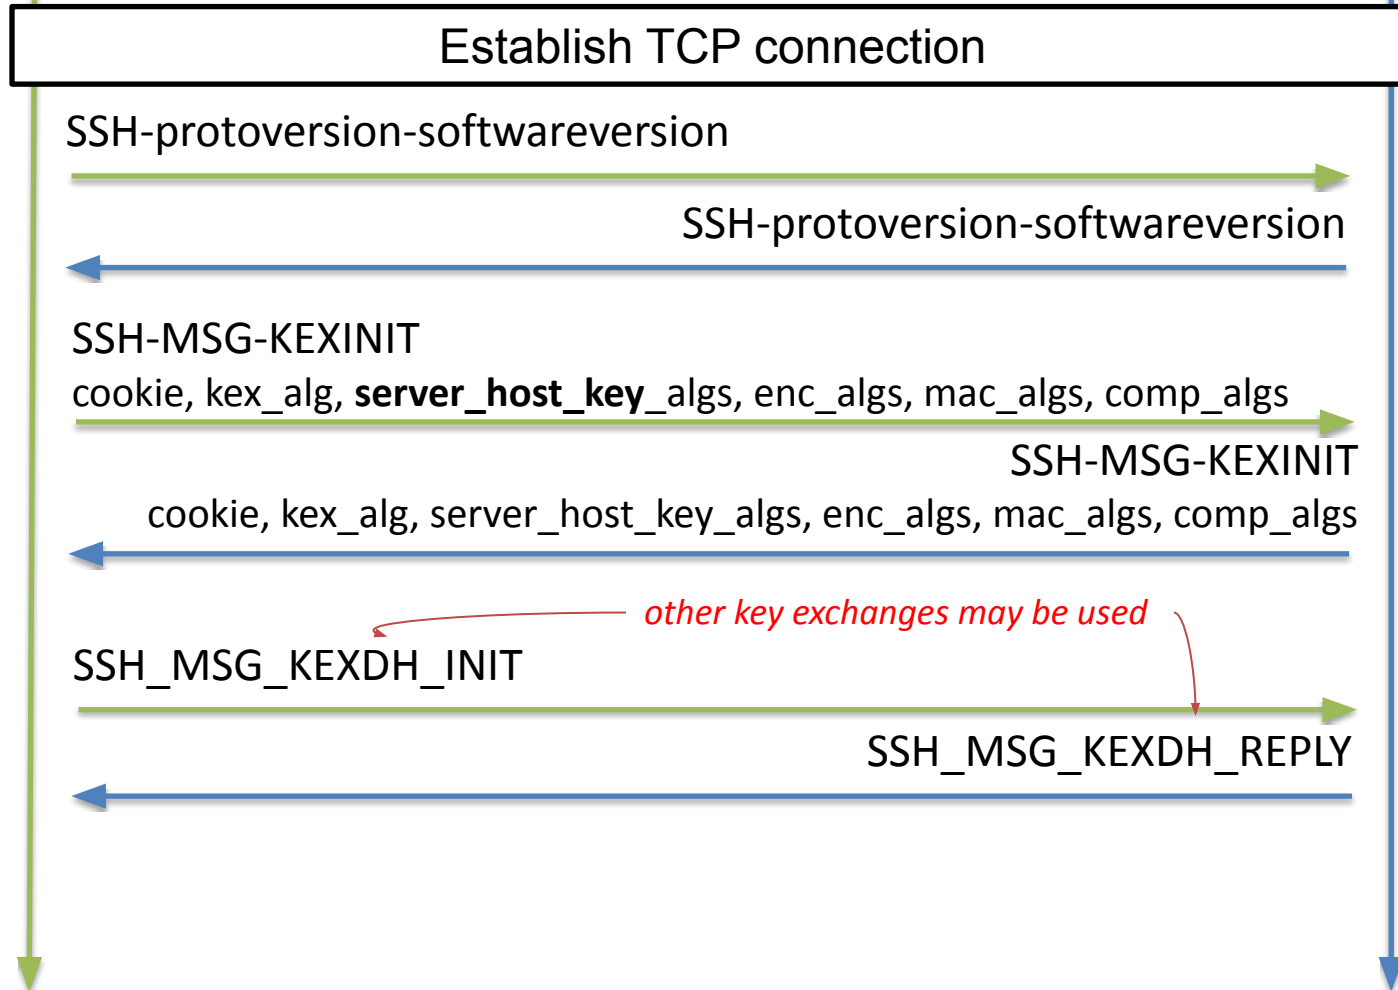 Establish TCP connection
SSH-protoversion-softwareversion
SSH-protoversion-softwareversion
SSH-MSG-KEXINIT
cookie, kex_alg, server_host_key_algs, enc_algs, mac_algs, comp_algs
SSH-MSG-KEXINIT
cookie, kex_alg, server_host_key_algs, enc_algs, mac_algs, comp_algs
other key exchanges may be used
SSH_MSG_KEXDH_INIT
SSH_MSG_KEXDH_REPLY